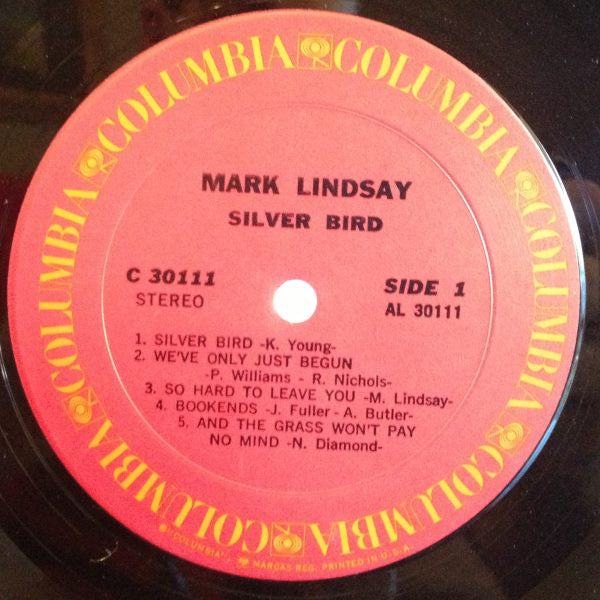 COLUMBIA COLUMBIA COLUMBIA COLUMBIA COLUMBIA COLUMBIA
MARK LINDSAY
SILVER BIRD
C 30111
STEREO
SIDE 1
AL 30111
1. SILVER BIRD -K. Young-
2. WE'VE ONLY JUST BEGUN
-P. Williams - R. Nichols-
3. SO HARD TO LEAVE YOU -M. Lindsay-
4. BOOKENDS -J. Fuller- A. Butler-
5. AND THE GRASS WON'T PAY
NO MIND -N. Diamond-
"COLUMBIA", MARCAS REG. PRINTED IN U.S.A.